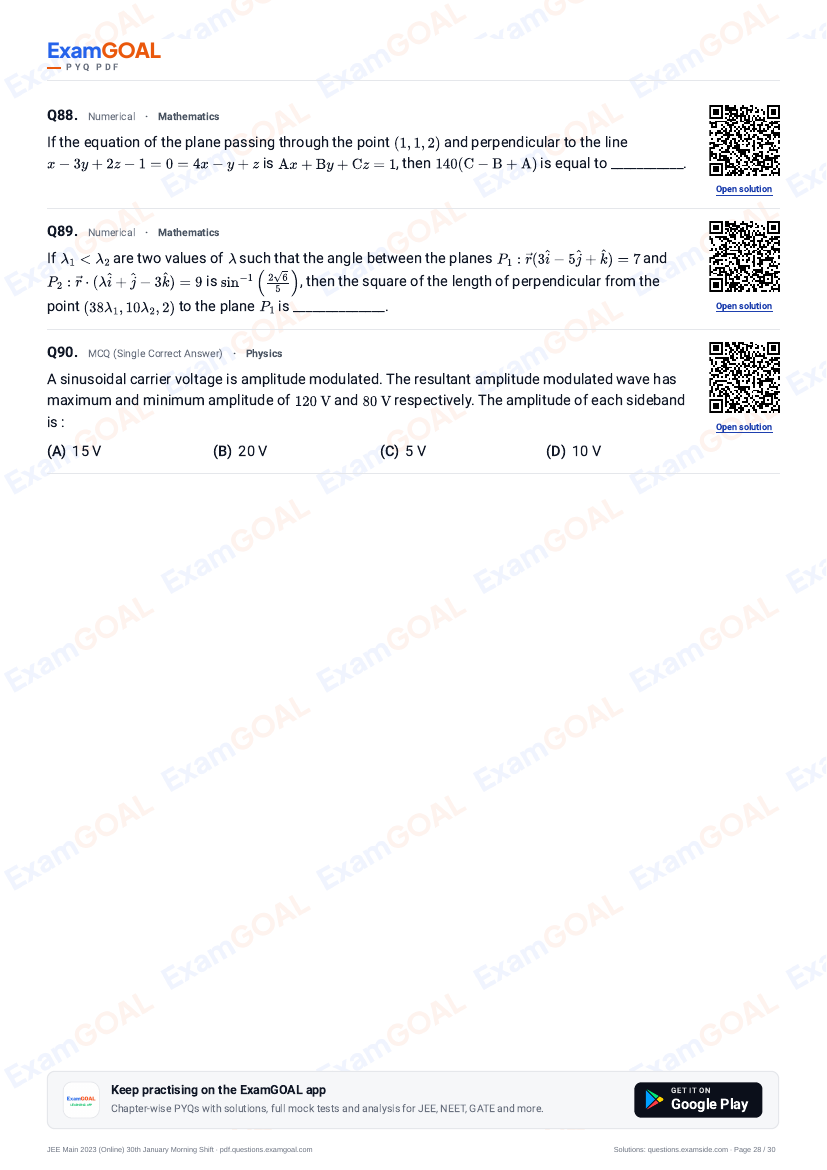 ExamGOAL
PYQ PDF
Q88. Numerical · Mathematics
If the equation of the plane passing through the point (1, 1, 2) and perpendicular to the line
x − 3y + 2z − 1 = 0 = 4x − y + z is Ax + By + Cz = 1, then 140(C − B + A) is equal to ___________.
Open solution
Q89. Numerical · Mathematics
If λ₁ < λ₂ are two values of λ such that the angle between the planes P₁ : r⃗(3î − 5ĵ + k̂) = 7 and
P₂ : r⃗ · (λî + ĵ − 3k̂) = 9 is sin⁻¹ (2√6/5), then the square of the length of perpendicular from the
point (38λ₁, 10λ₂, 2) to the plane P₁ is ______________.
Open solution
Q90. MCQ (Single Correct Answer) · Physics
A sinusoidal carrier voltage is amplitude modulated. The resultant amplitude modulated wave has
maximum and minimum amplitude of 120 V and 80 V respectively. The amplitude of each sideband
is :
Open solution
(A) 15 V (B) 20 V (C) 5 V (D) 10 V
Keep practising on the ExamGOAL app
Chapter-wise PYQs with solutions, full mock tests and analysis for JEE, NEET, GATE and more.
ExamGOAL
GET IT ON
Google Play
JEE Main 2023 (Online) 30th January Morning Shift · pdf.questions.examgoal.com
Solutions: questions.examside.com · Page 28 / 30